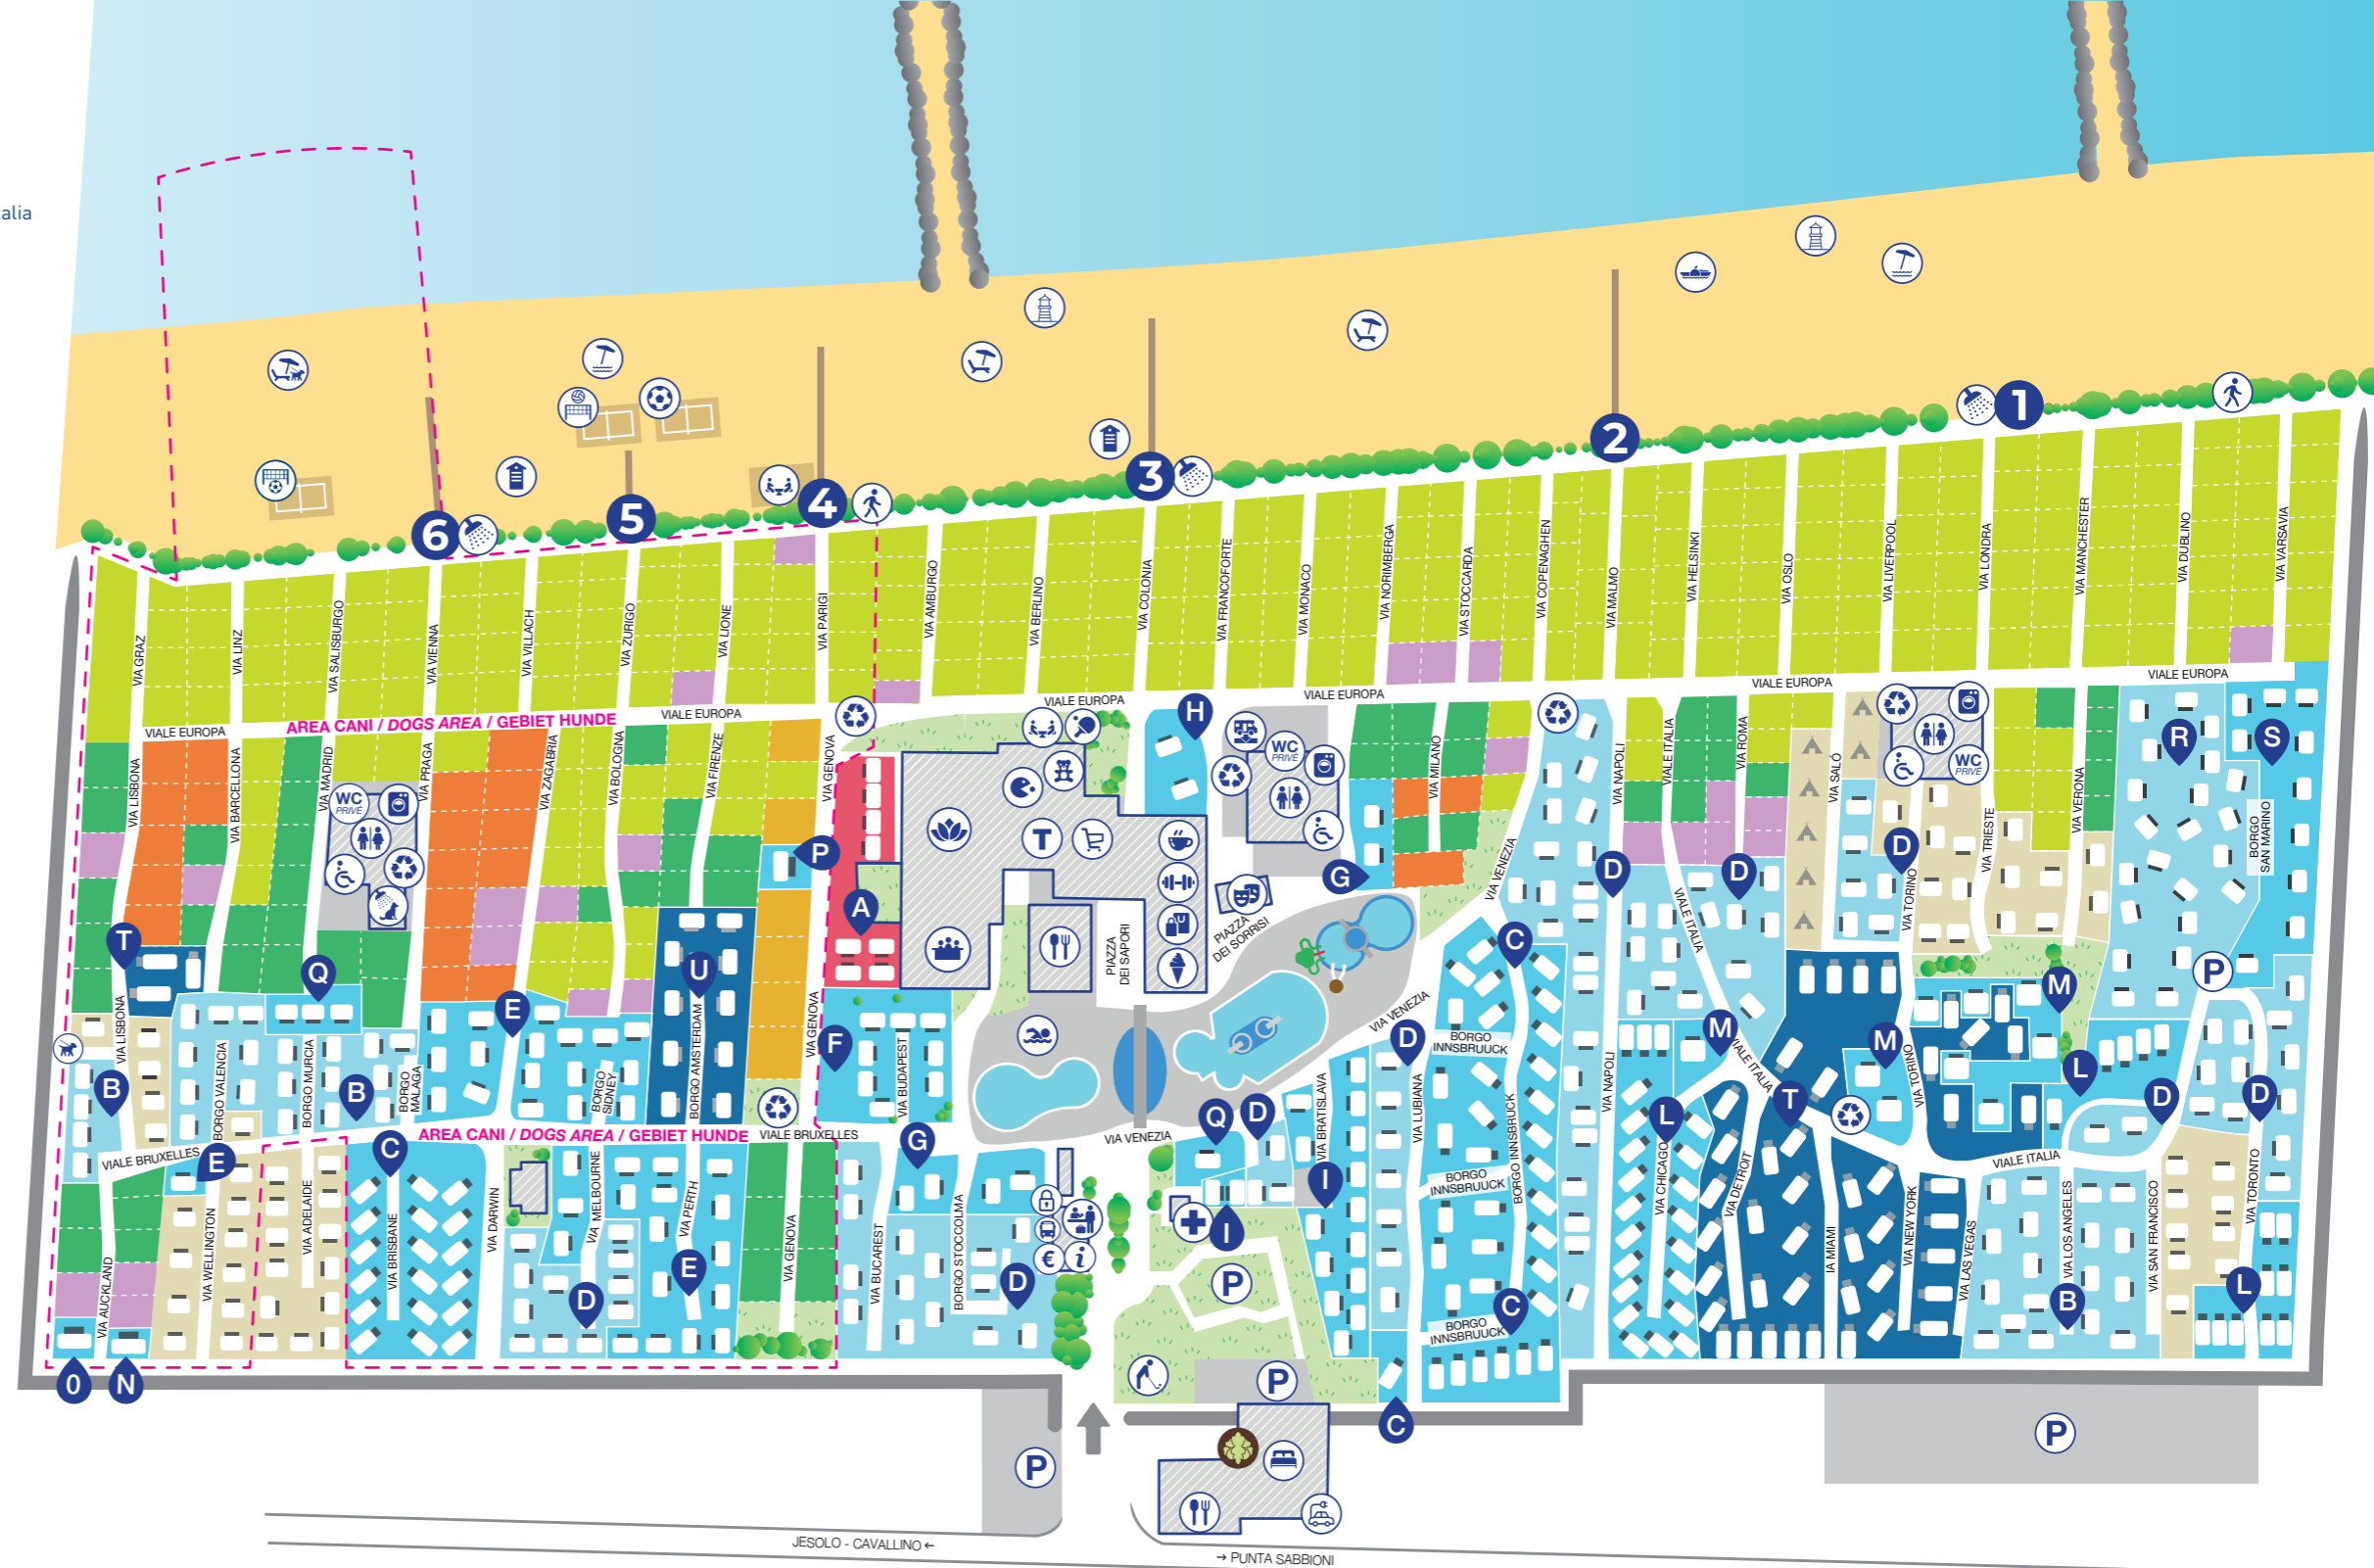 alia
1
2
3
4
5
6
VIA GRAZ
VIA LINZ
VIA SALISBURGO
VIA VIENNA
VIA VILLACH
VIA ZURIGO
VIA LIONE
VIA PARIGI
VIA AMBURGO
VIA BERLINO
VIA COLONIA
VIA FRANCOFORTE
VIA MONACO
VIA NORIMBERGA
VIA STOCCARDA
VIA COPENAGHEN
VIA MALMO
VIA HELSINKI
VIA OSLO
VIA LIVERPOOL
VIA LONDRA
VIA MANCHESTER
VIA DUBLINO
VIA VARSAVIA
VIALE EUROPA
AREA CANI / DOGS AREA / GEBIET HUNDE
VIALE EUROPA
VIALE EUROPA
VIALE EUROPA
VIALE EUROPA
VIALE EUROPA
VIA LISBONA
VIA BARCELLONA
VIA MADRID
VIA PRAGA
VIA ZAGABRIA
VIA BOLOGNA
VIA FIRENZE
VIA GENOVA
VIA MILANO
VIA VENEZIA
VIA NAPOLI
VIALE ITALIA
VIA ROMA
VIA SALÓ
VIA TORINO
VIA TRIESTE
VIA VERONA
BORGO
SAN MARINO
WC
PRIVÉ
WC
PRIVÉ
WC
PRIVÉ
H
R
S
P
G
D
D
D
A
T
T
Q
U
E
C
M
P
PIAZZA
DEI SAPORI
PIAZZA
DEI SORRISI
VIA LISBONA
BORGO VALENCIA
BORGO MURCIA
BORGO
MALAGA
BORGO
SIDNEY
BORGO AMSTERDAM
VIA GENOVA
VIA BUDAPEST
VIA VENEZIA
VIA BRATISLAVA
VIA LUBIANA
BORGO
INNSBRUUCK
BORGO INNSBRUCK
VIA NAPOLI
VIALE ITALIA
VIALE ITALIA
VIA TORINO
B
B
F
D
M
M
L
T
L
D
D
Q
D
VIALE BRUXELLES
AREA CANI / DOGS AREA / GEBIET HUNDE
VIALE BRUXELLES
VIA VENEZIA
VIALE ITALIA
E
C
G
I
I
BORGO
INNSBRUUCK
VIA AUCKLAND
VIA WELLINGTON
VIA ADELAIDE
VIA BRISBANE
VIA DARWIN
VIA MELBOURNE
VIA PERTH
VIA GENOVA
VIA BUCAREST
BORGO STOCCOLMA
VIA CHICAGO
VIA DETROIT
IA MIAMI
VIA NEW YORK
VIA LAS VEGAS
VIA LOS ANGELES
VIA SAN FRANCISCO
VIA TORONTO
€
i
D
E
D
P
C
B
L
BORGO
INNSBRUUCK
0
N
P
C
P
P
JESOLO - CAVALLINO ←
→ PUNTA SABBIONI